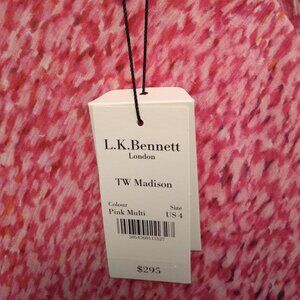 L.K.Bennett
London
TW Madison
Colour Size
Pink Multi US 4
$295